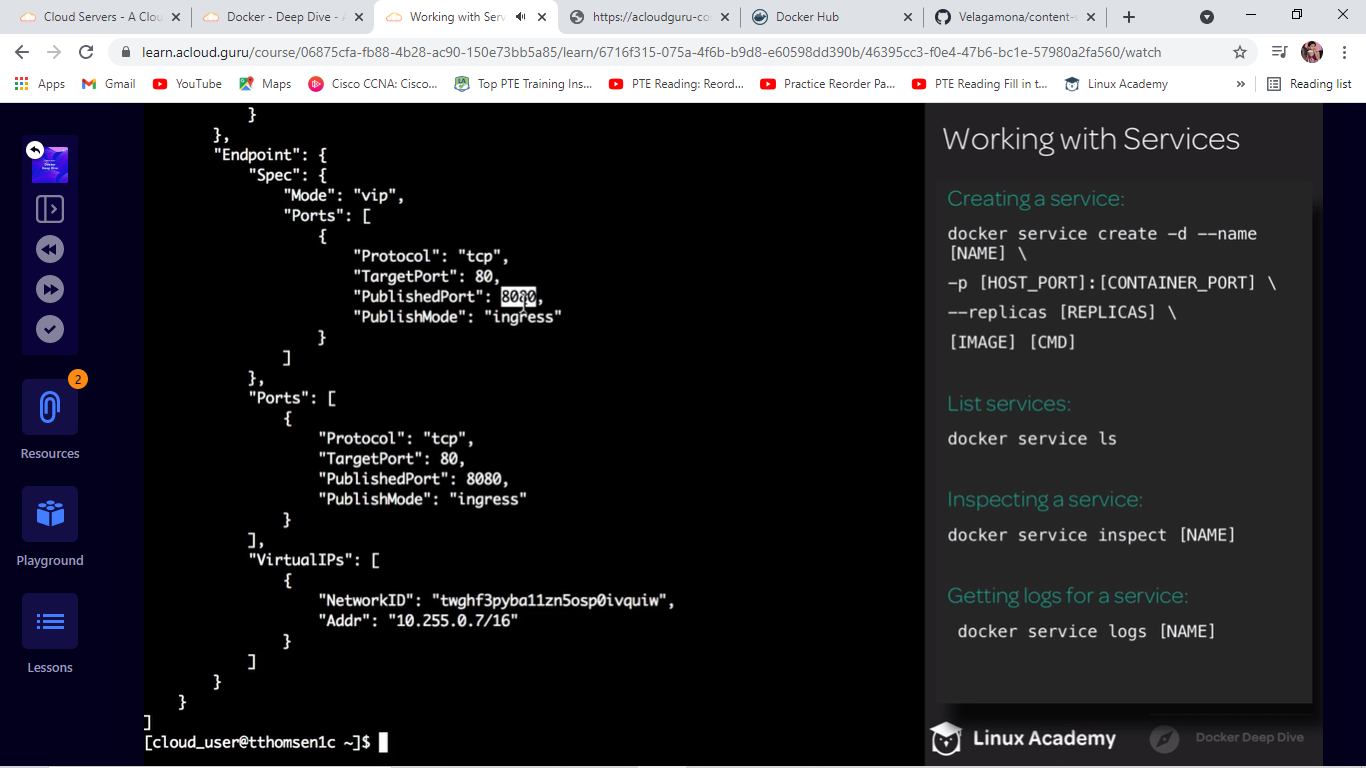 Cloud Servers - A Clou
Docker - Deep Dive - A
Working with Serv
https://acloudguru-co
Docker Hub
Velagamona/content-
learn.acloud.guru/course/06875cfa-fb88-4b28-ac90-150e73bb5a85/learn/6716f315-075a-4f6b-b9d8-e60598dd390b/46395cc3-f0e4-47b6-bc1e-57980a2fa560/watch
Apps
Gmail
YouTube
Maps
Cisco CCNA: Cisco...
Top PTE Training Ins...
PTE Reading: Reord...
Practice Reorder Pa...
PTE Reading Fill in t...
Linux Academy
»
Reading list
2
Resources
Playground
Lessons
}
},
"Endpoint": {
"Spec": {
"Mode": "vip",
"Ports": [
{
"Protocol": "tcp",
"TargetPort": 80,
"PublishedPort": 8080,
"PublishMode": "ingress"
}
]
},
"Ports": [
{
"Protocol": "tcp",
"TargetPort": 80,
"PublishedPort": 8080,
"PublishMode": "ingress"
}
],
"VirtualIPs": [
{
"NetworkID": "twghf3pyba11zn5osp0ivquiw",
"Addr": "10.255.0.7/16"
}
]
}
}
]
[cloud_user@tthomsen1c ~]$
Working with Services
Creating a service:
docker service create -d --name
[NAME] \
-p [HOST_PORT]:[CONTAINER_PORT] \
--replicas [REPLICAS] \
[IMAGE] [CMD]
List services:
docker service ls
Inspecting a service:
docker service inspect [NAME]
Getting logs for a service:
docker service logs [NAME]
Linux Academy
Docker Deep Dive